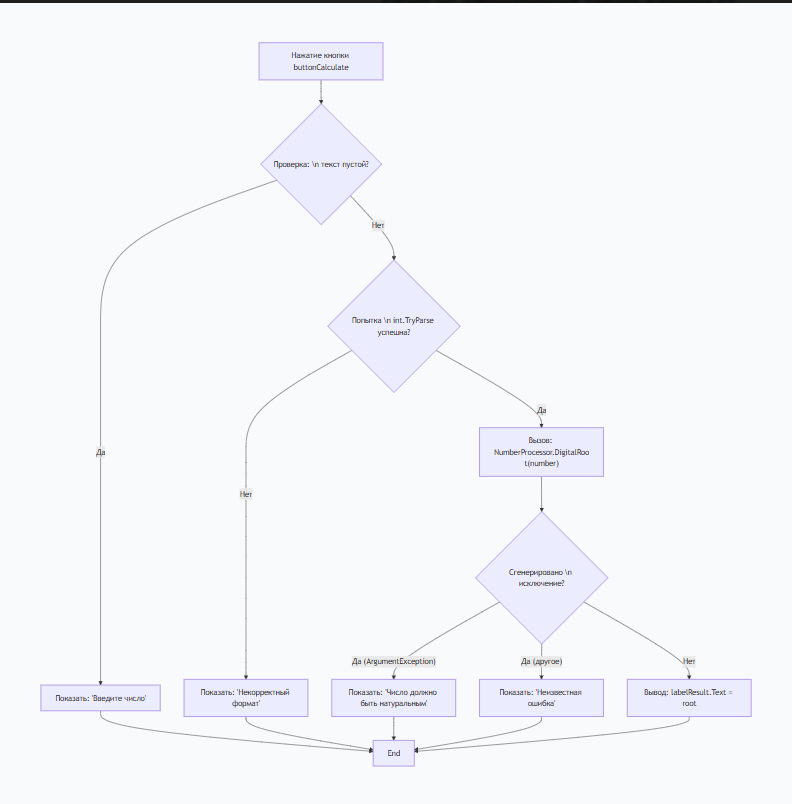 Нажатие кнопки
buttonCalculate
Проверка: \n текст пустой?
Нет
Попытка \n int.TryParse
успешна?
Да
Вызов:
NumberProcessor.DigitalRoo
t(number)
Да
Нет
Сгенерировано \n
исключение?
Да (ArgumentException)
Да (другое)
Нет
Показать: 'Введите число'
Показать: 'Некорректный
формат'
Показать: 'Число должно
быть натуральным'
Показать: 'Неизвестная
ошибка'
Вывод: labelResult.Text =
root
End